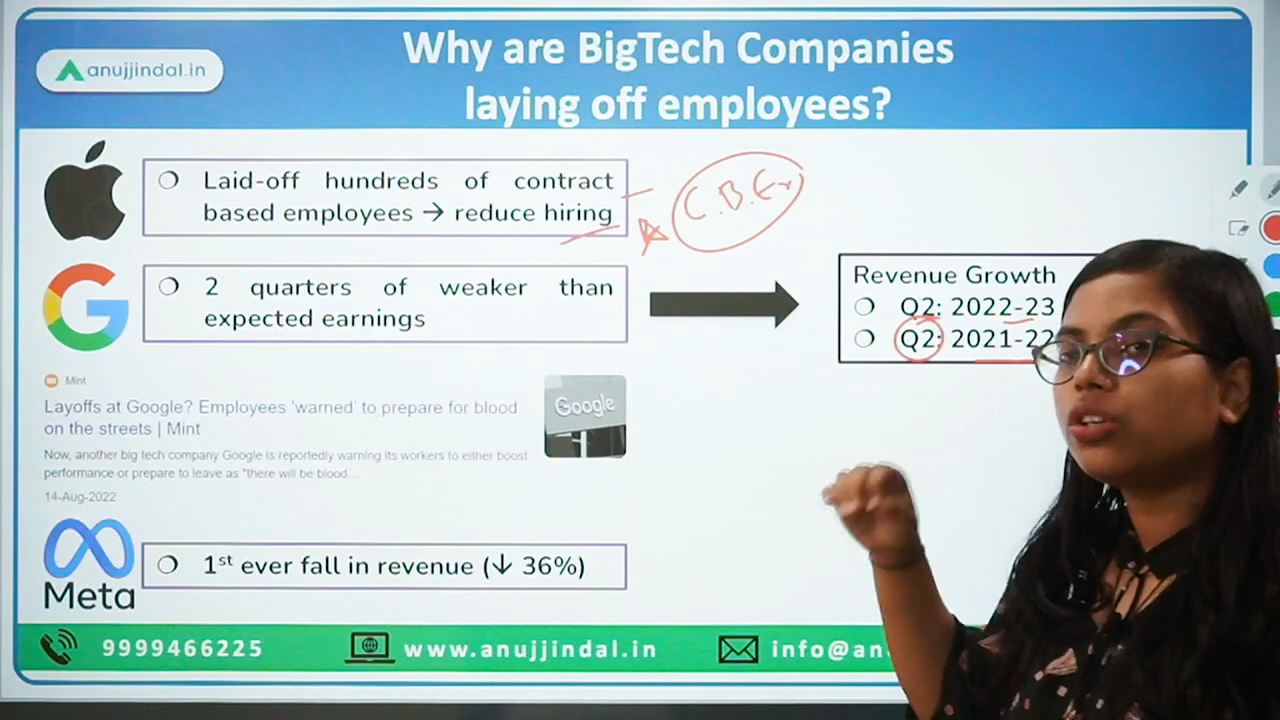 Why are BigTech Companies
laying off employees?
anujjindal.in
❍ Laid-off hundreds of contract
based employees → reduce hiring
C.B.Er
❍ 2 quarters of weaker than
expected earnings
Revenue Growth
❍ Q2: 2022-23
❍ Q2: 2021-22
Mint
Layoffs at Google? Employees 'warned' to prepare for blood
on the streets | Mint
Google
Now, another big tech company Google is reportedly warning its workers to either boost
performance or prepare to leave as "there will be blood...
14-Aug-2022
❍ 1st ever fall in revenue (↓ 36%)
Meta
9999466225
www.anujjindal.in
info@an